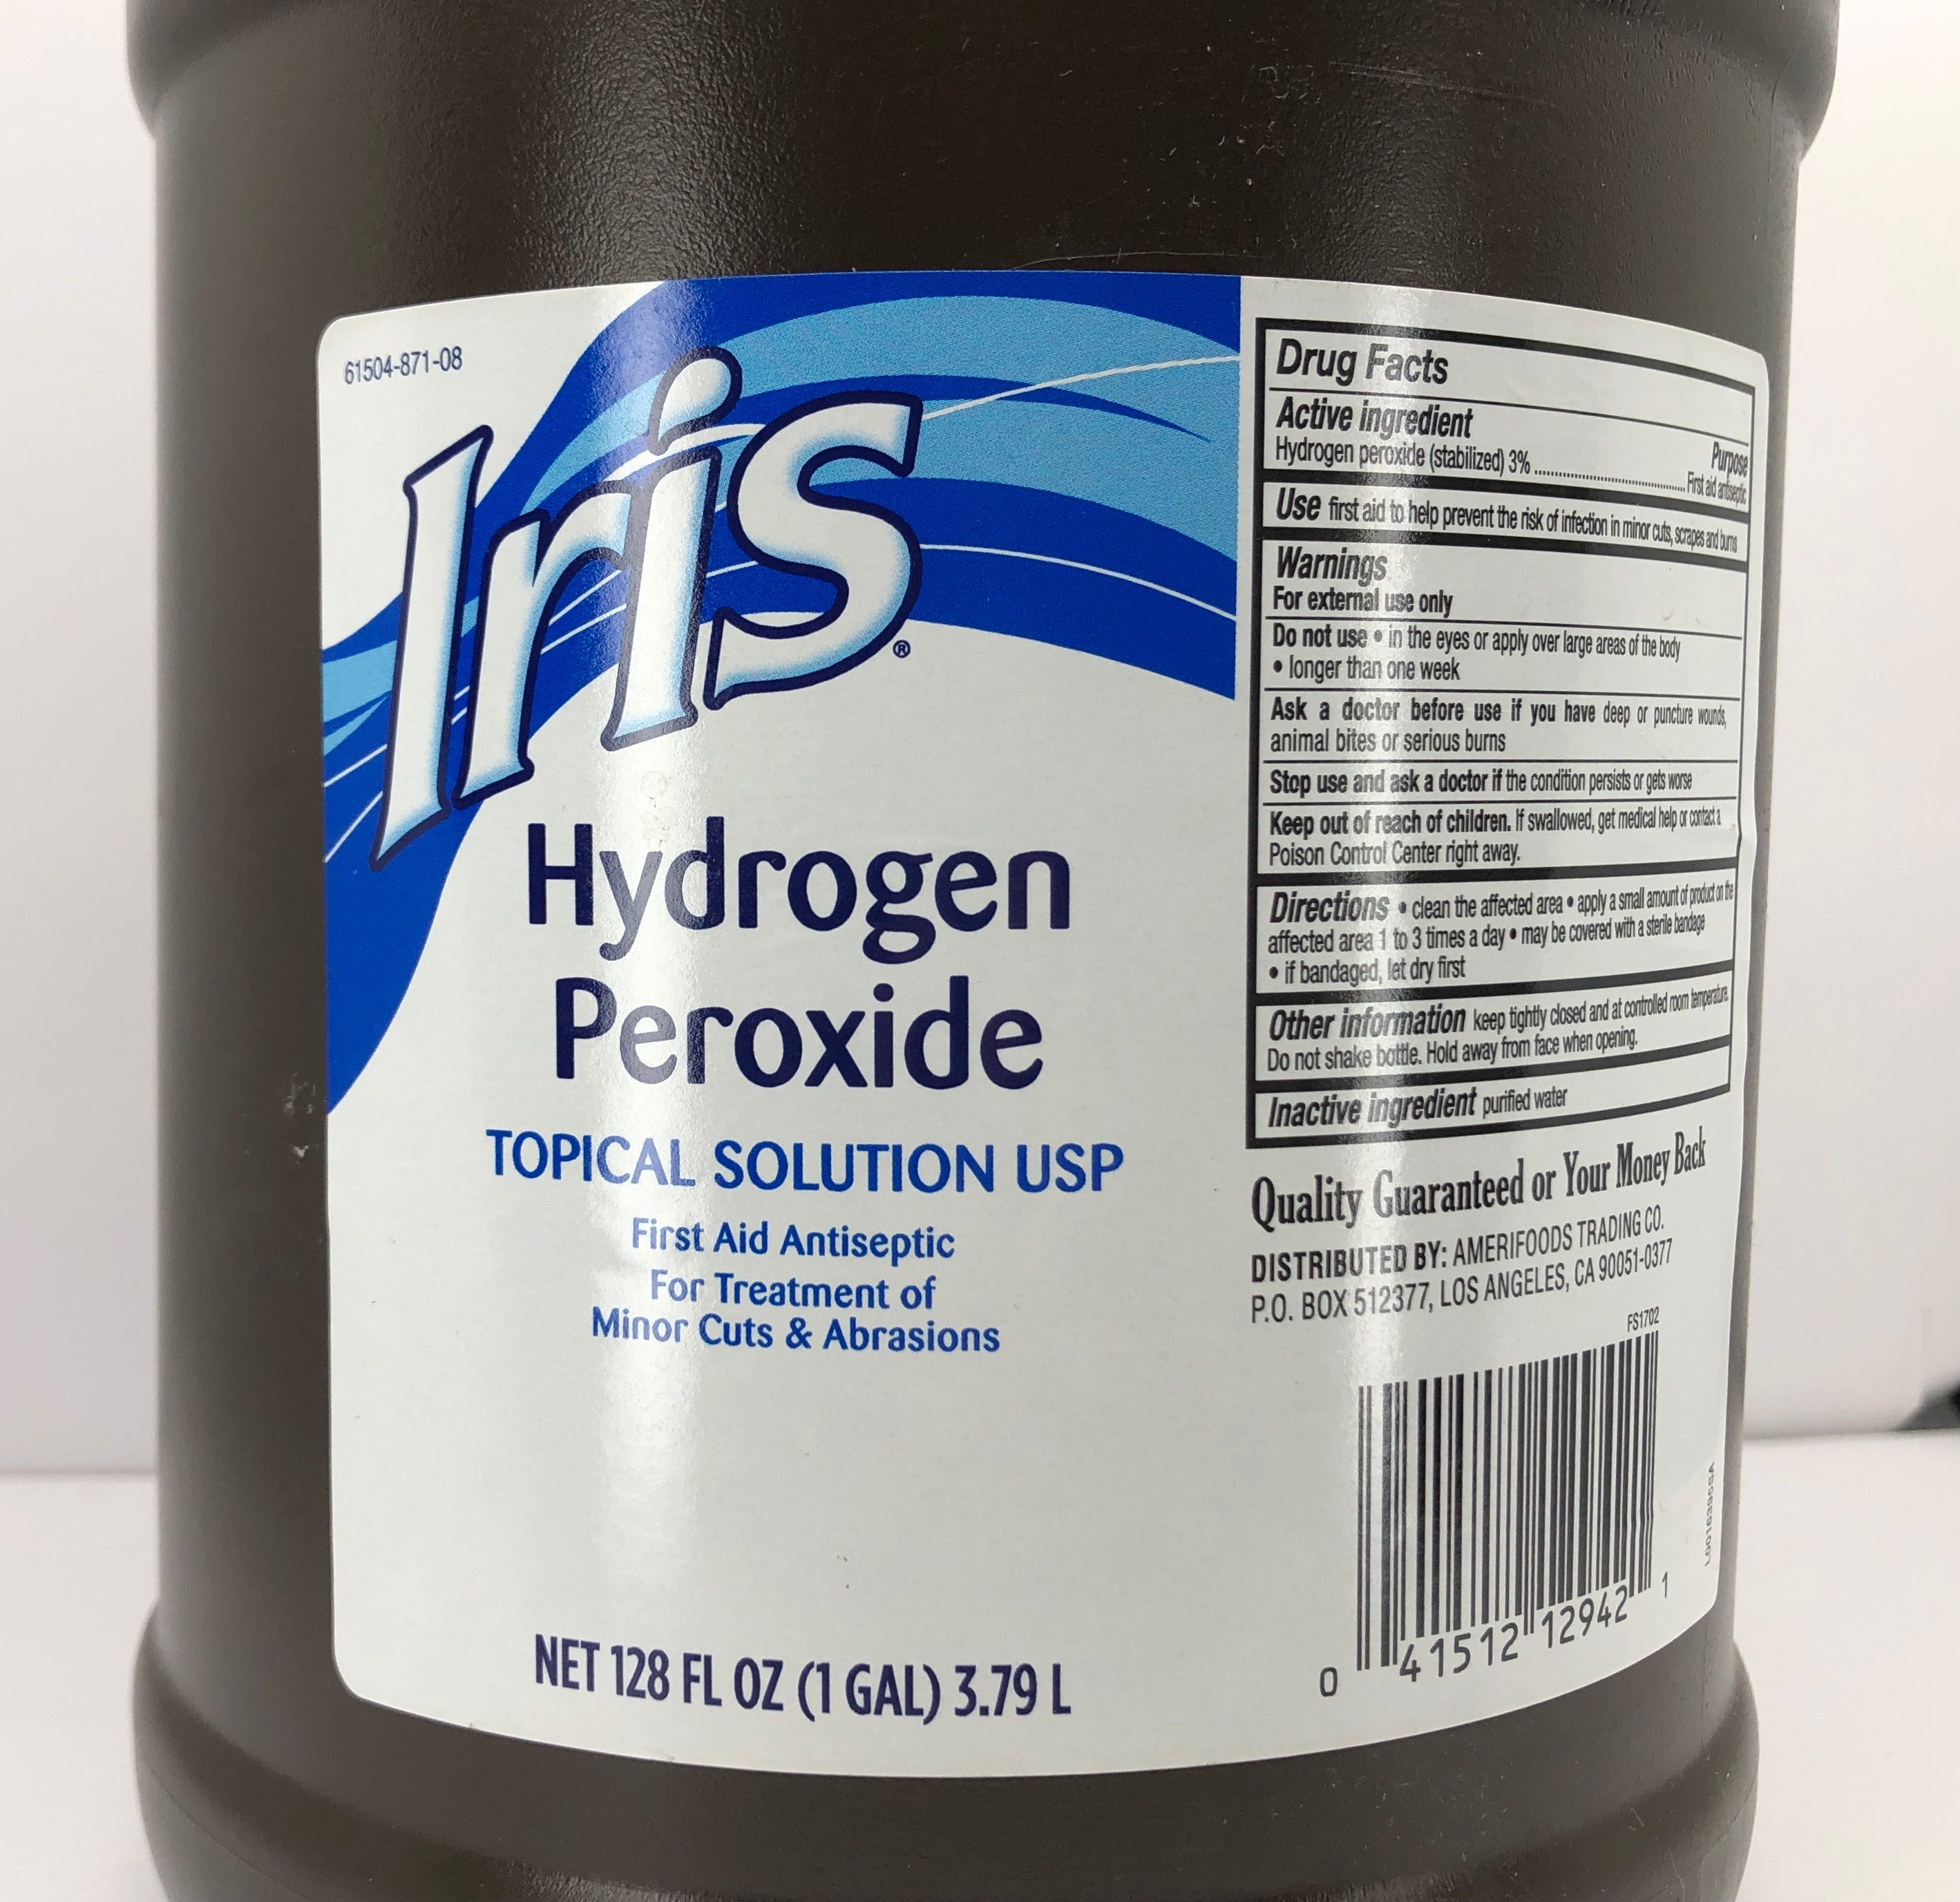 61504-871-08
Iris®
Hydrogen
Peroxide
TOPICAL SOLUTION USP
First Aid Antiseptic
For Treatment of
Minor Cuts & Abrasions
NET 128 FL OZ (1 GAL) 3.79 L
Drug Facts
Active ingredient
Purpose
Hydrogen peroxide (stabilized) 3% ........................................ First aid antiseptic
Use first aid to help prevent the risk of infection in minor cuts, scrapes and burns
Warnings
For external use only
Do not use • in the eyes or apply over large areas of the body
• longer than one week
Ask a doctor before use if you have deep or puncture wounds,
animal bites or serious burns
Stop use and ask a doctor if the condition persists or gets worse
Keep out of reach of children. If swallowed, get medical help or contact a
Poison Control Center right away.
Directions • clean the affected area • apply a small amount of product on the
affected area 1 to 3 times a day • may be covered with a sterile bandage
• if bandaged, let dry first
Other information keep tightly closed and at controlled room temperature.
Do not shake bottle. Hold away from face when opening.
Inactive ingredient purified water
Quality Guaranteed or Your Money Back
DISTRIBUTED BY: AMERIFOODS TRADING CO.
P.O. BOX 512377, LOS ANGELES, CA 90051-0377
FS1702
0 41512 12942 1
L0016395SA